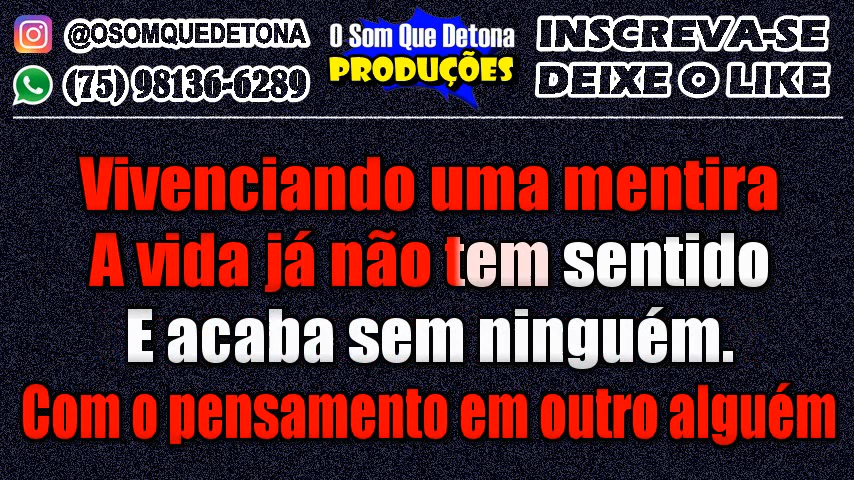 @OSOMQUEDETONA
(75) 98136-6289
O Som Que Detona
PRODUÇÕES
INSCREVA-SE
DEIXE O LIKE
Vivenciando uma mentira
A vida já não tem sentido
E acaba sem ninguém.
Com o pensamento em outro alguém